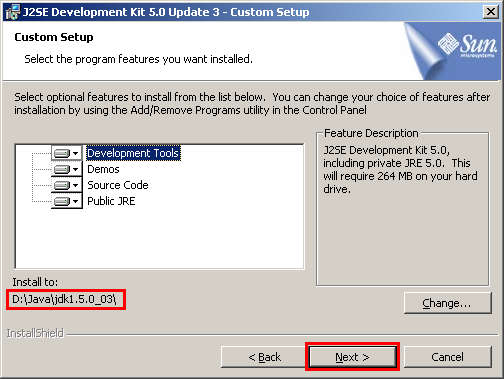 J2SE Development Kit 5.0 Update 3 - Custom Setup
Custom Setup
Select the program features you want installed.
Sun
microsystems
Select optional features to install from the list below. You can change your choice of features after
installation by using the Add/Remove Programs utility in the Control Panel
Development Tools
Demos
Source Code
Public JRE
Feature Description
J2SE Development Kit 5.0,
including private JRE 5.0. This
will require 264 MB on your hard
drive.
Install to:
D:\Java\jdk1.5.0_03\
Change...
InstallShield
< Back
Next >
Cancel